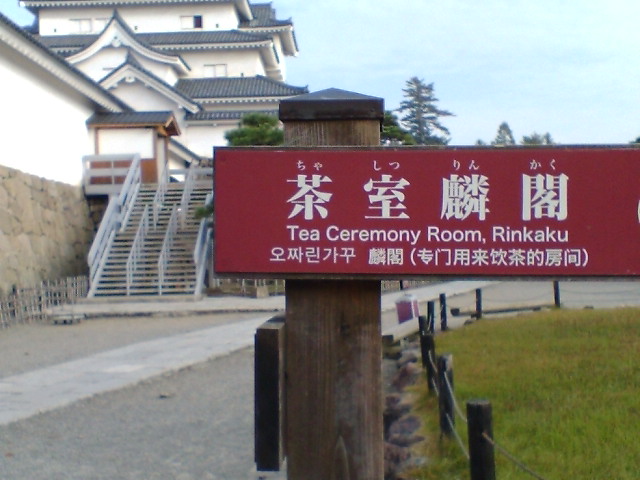 ちゃ しつ りん かく
茶室麟閣
Tea Ceremony Room, Rinkaku
오짜린가꾸 麟閣 (专门用来饮茶的房间)